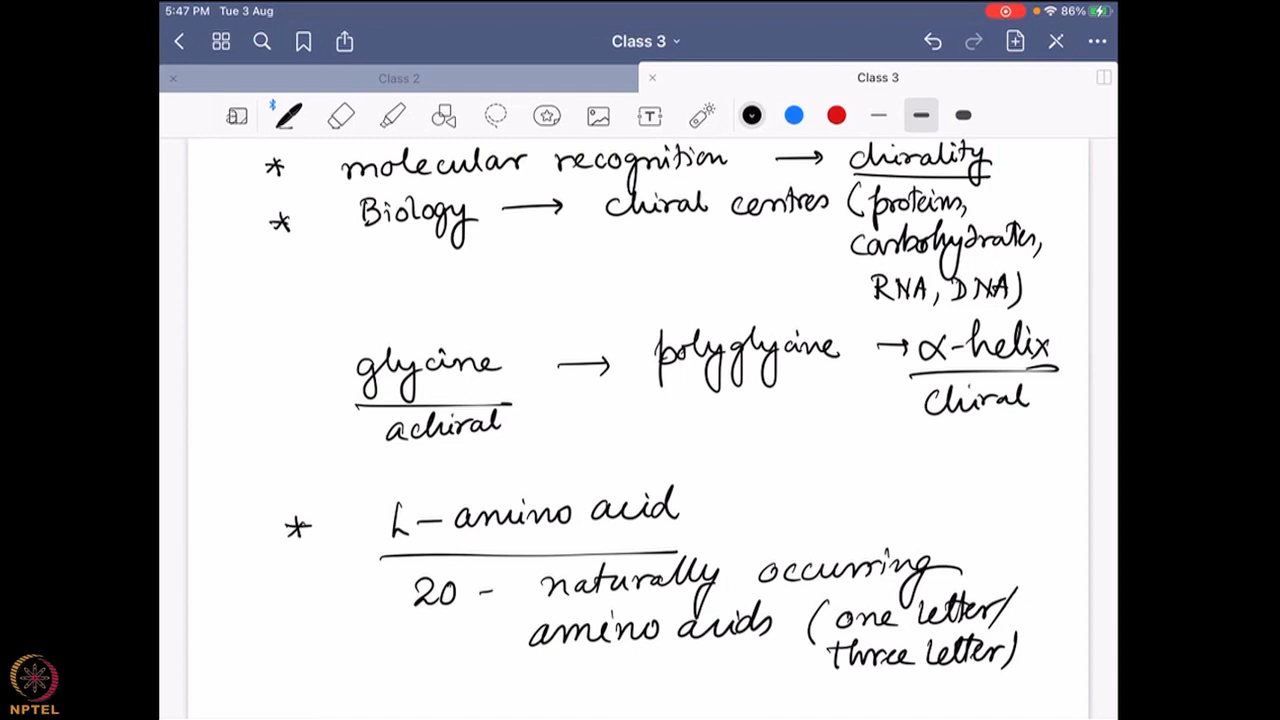 5:47 PM Tue 3 Aug 86%
Class 3
Class 2 Class 3
* molecular recognition → chirality
* Biology → chiral centres (proteins,
carbohydrates,
RNA, DNA)
glycine → polyglycine → α-helix
achiral chiral
* L- amino acid
20 - naturally occurring
amino acids (one letter/
three letter)
NPTEL